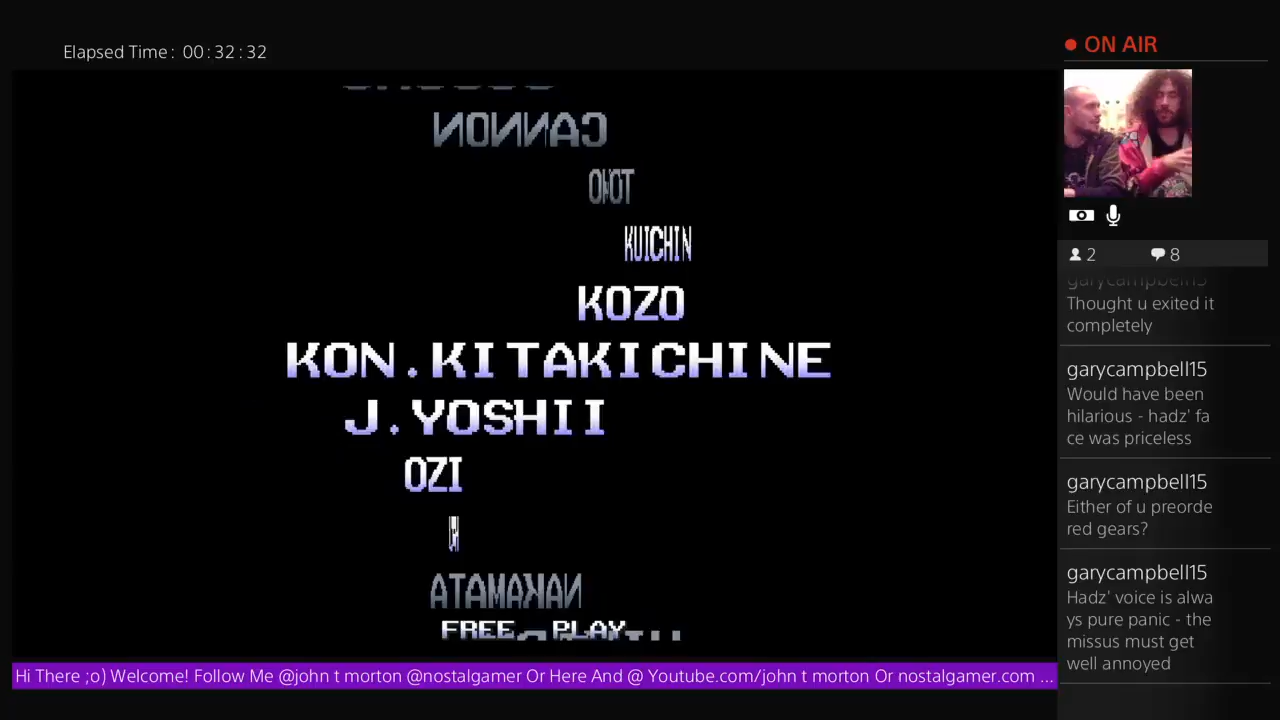 Elapsed Time: 00:32:32
ON AIR
CANNON
TOHO
KUICHIN
KOZO
KON.KITAKICHINE
J.YOSHII
OZI
ATAMAKAN
FREE PLAY
2
8
garycampbell15
Thought u exited it
completely
garycampbell15
Would have been
hilarious - hadz' fa
ce was priceless
garycampbell15
Either of u preorde
red gears?
garycampbell15
Hadz' voice is alwa
ys pure panic - the
missus must get
well annoyed
Hi There ;o) Welcome! Follow Me @john t morton @nostalgamer Or Here And @ Youtube.com/john t morton Or nostalgamer.com ...